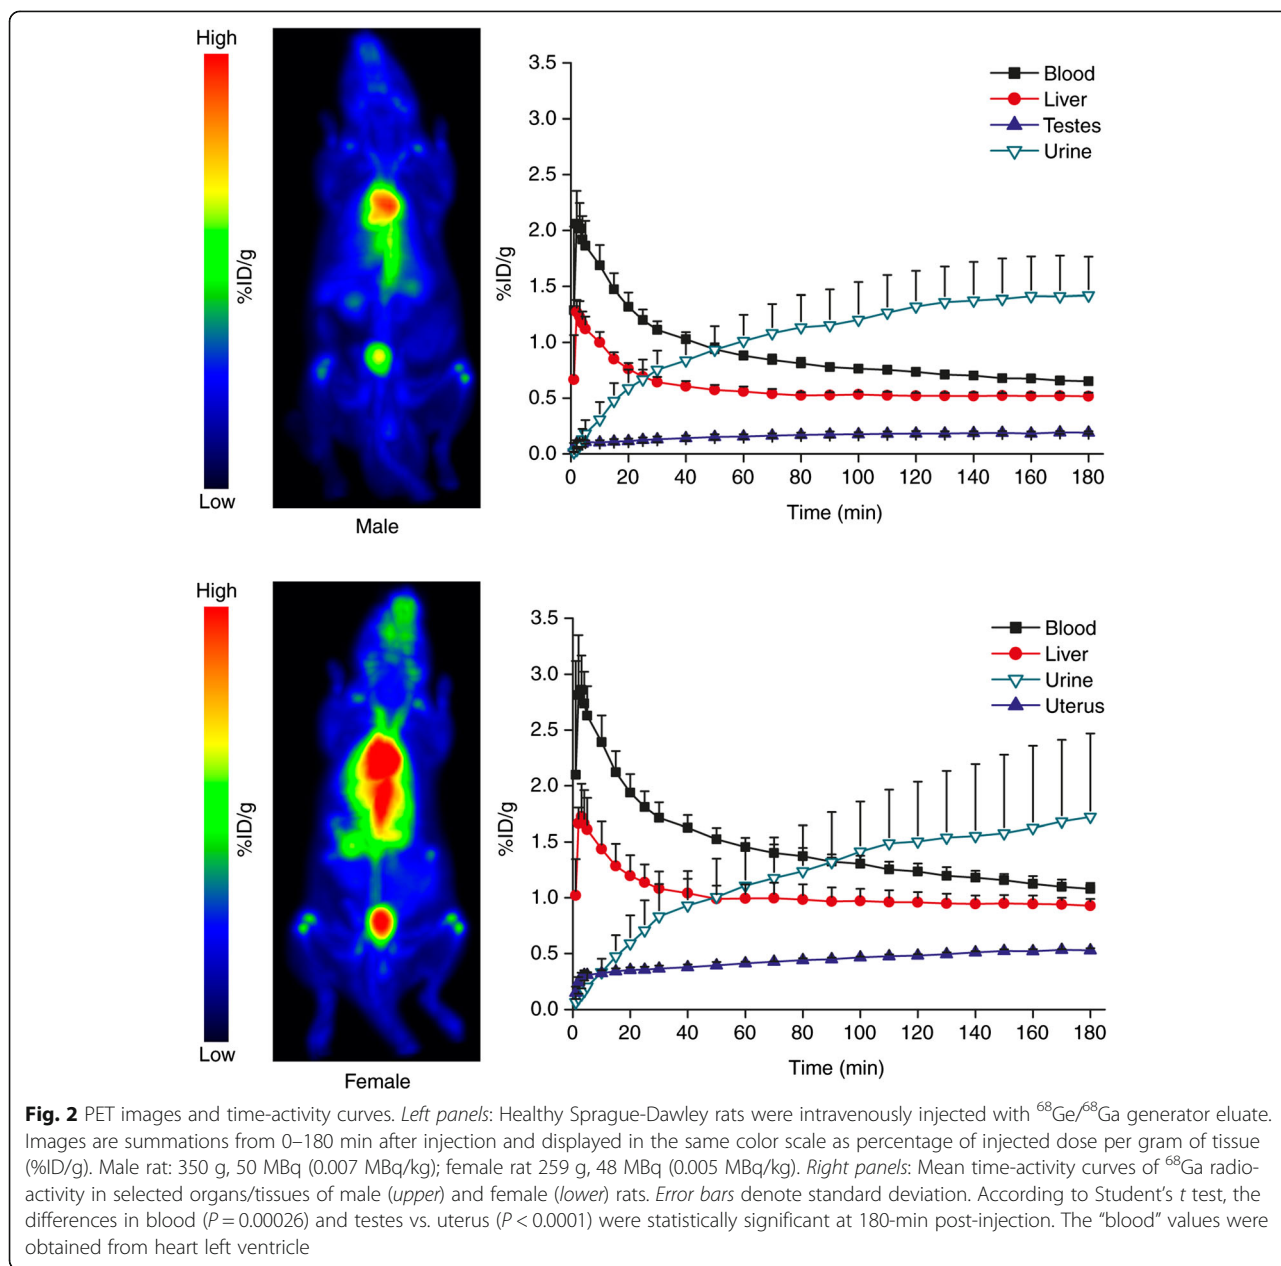 High
%ID/g
Low
Male
3.5
3.0
2.5
2.0
1.5
1.0
0.5
0.0
%ID/g
0 20 40 60 80 100 120 140 160 180
Time (min)
Blood
Liver
Testes
Urine
High
%ID/g
Low
Female
3.5
3.0
2.5
2.0
1.5
1.0
0.5
0.0
%ID/g
0 20 40 60 80 100 120 140 160 180
Time (min)
Blood
Liver
Urine
Uterus
Fig. 2 PET images and time-activity curves. Left panels: Healthy Sprague-Dawley rats were intravenously injected with ⁶⁸Ge/⁶⁸Ga generator eluate.
Images are summations from 0–180 min after injection and displayed in the same color scale as percentage of injected dose per gram of tissue
(%ID/g). Male rat: 350 g, 50 MBq (0.007 MBq/kg); female rat 259 g, 48 MBq (0.005 MBq/kg). Right panels: Mean time-activity curves of ⁶⁸Ga radio-
activity in selected organs/tissues of male (upper) and female (lower) rats. Error bars denote standard deviation. According to Student's t test, the
differences in blood (P = 0.00026) and testes vs. uterus (P < 0.0001) were statistically significant at 180-min post-injection. The “blood” values were
obtained from heart left ventricle